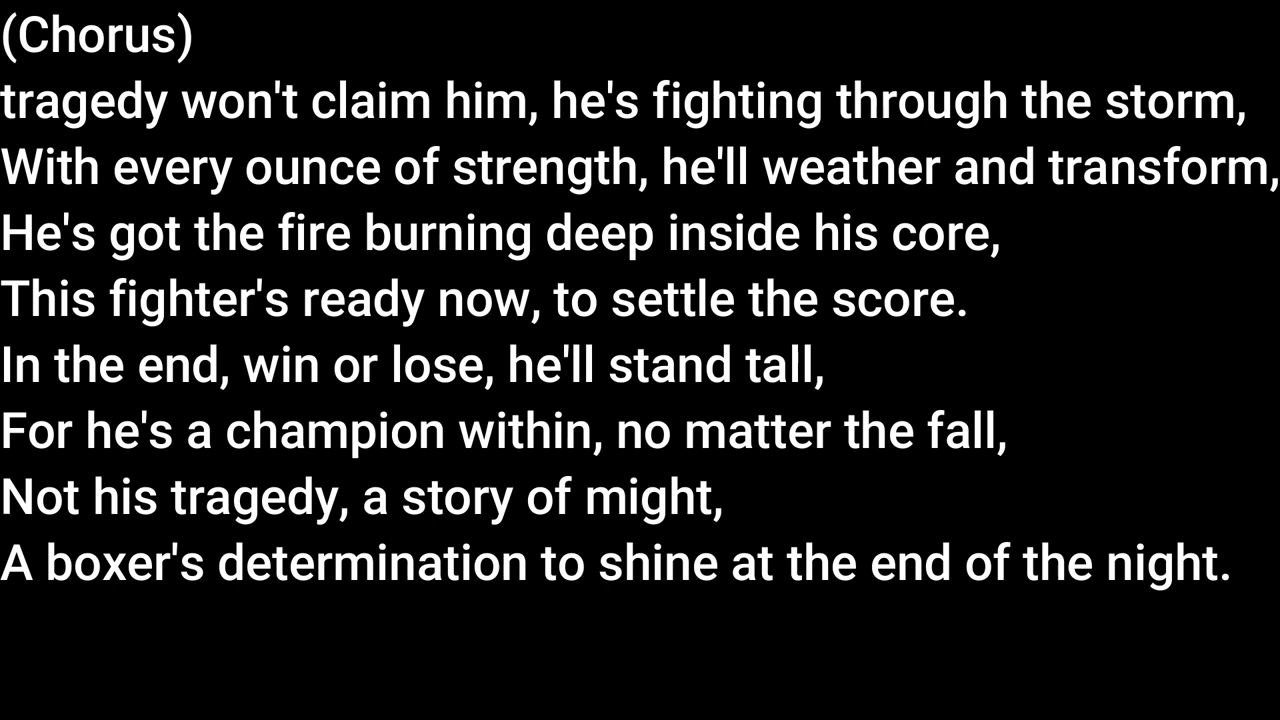 (Chorus)
tragedy won't claim him, he's fighting through the storm,
With every ounce of strength, he'll weather and transform,
He's got the fire burning deep inside his core,
This fighter's ready now, to settle the score.
In the end, win or lose, he'll stand tall,
For he's a champion within, no matter the fall,
Not his tragedy, a story of might,
A boxer's determination to shine at the end of the night.